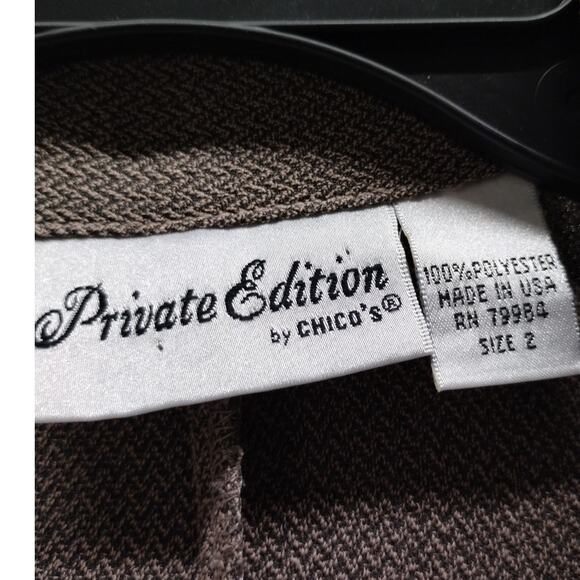 Private Edition
by CHICO'S®
100% POLYESTER
MADE IN USA
RN 79984
SIZE 2